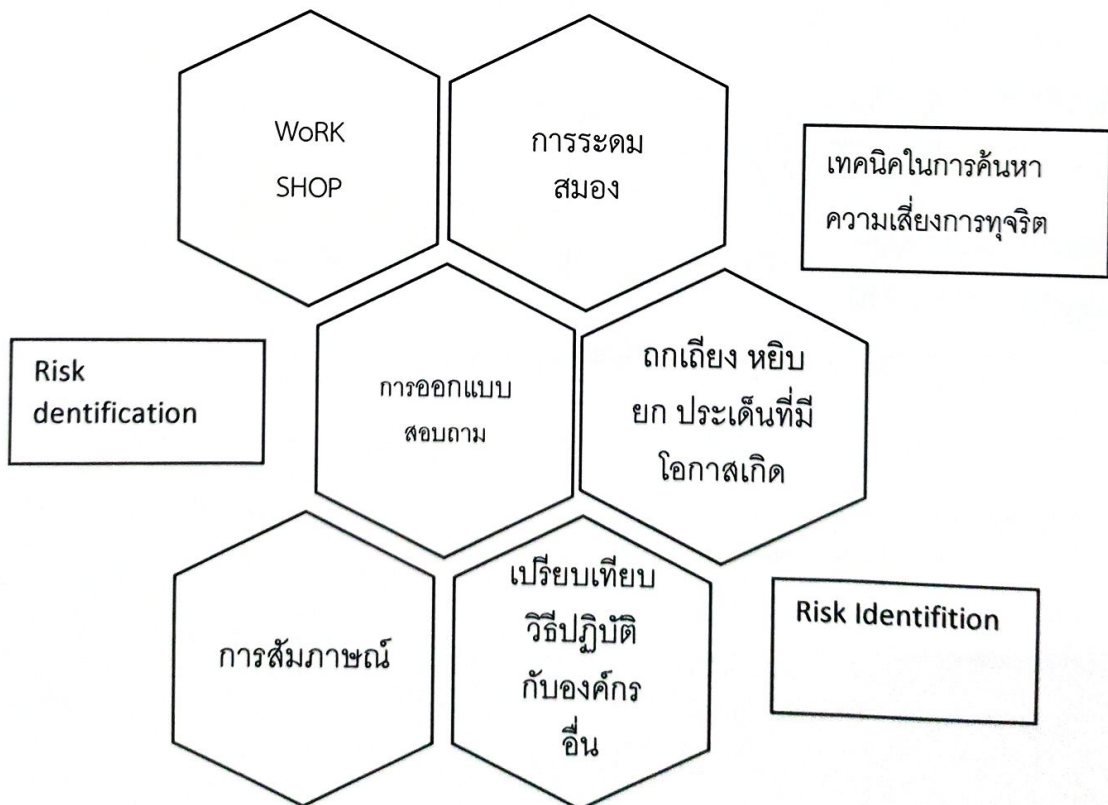 WoRK
SHOP
การระดม
สมอง
เทคนิคในการค้นหา
ความเสี่ยงการทุจริต
Risk
dentification
การออกแบบ
สอบถาม
ถกเถียง หยิบ
ยก ประเด็นที่มี
โอกาสเกิด
การสัมภาษณ์
เปรียบเทียบ
วิธีปฏิบัติ
กับองค์กร
อื่น
Risk Identifition